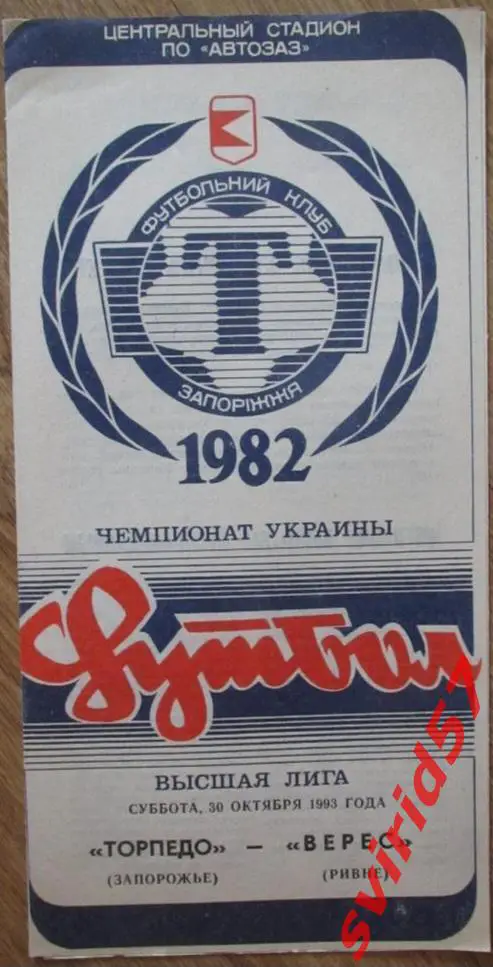 ЦЕНТРАЛЬНЫЙ СТАДИОН
ПО «АВТОЗАЗ»
ФУТБОЛЬНИЙ КЛУБ
Т
ЗАПОРІЖЖЯ
1982
ЧЕМПИОНАТ УКРАИНЫ
Футбол
ВЫСШАЯ ЛИГА
СУББОТА, 30 ОКТЯБРЯ 1993 ГОДА
«ТОРПЕДО» — «ВЕРЕС»
(ЗАПОРОЖЬЕ) (РИВНЕ)
svirid57